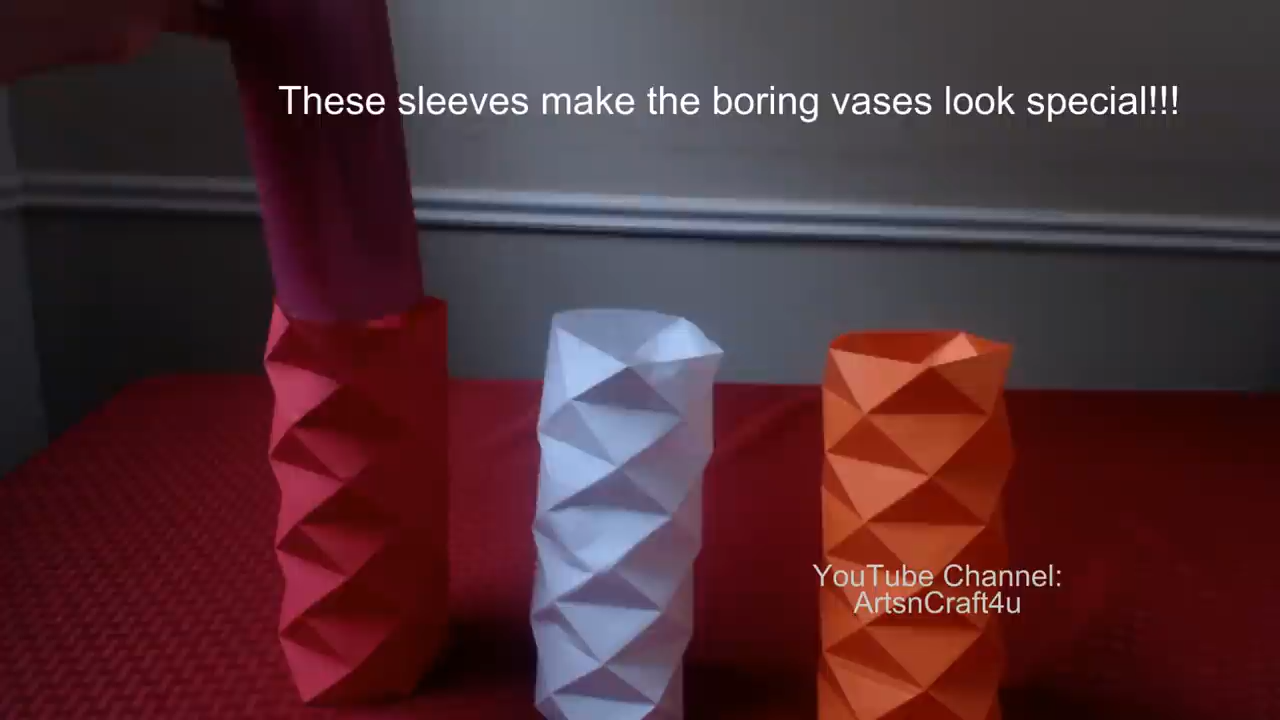 These sleeves make the boring vases look special!!!
YouTube Channel:
ArtsnCraft4u